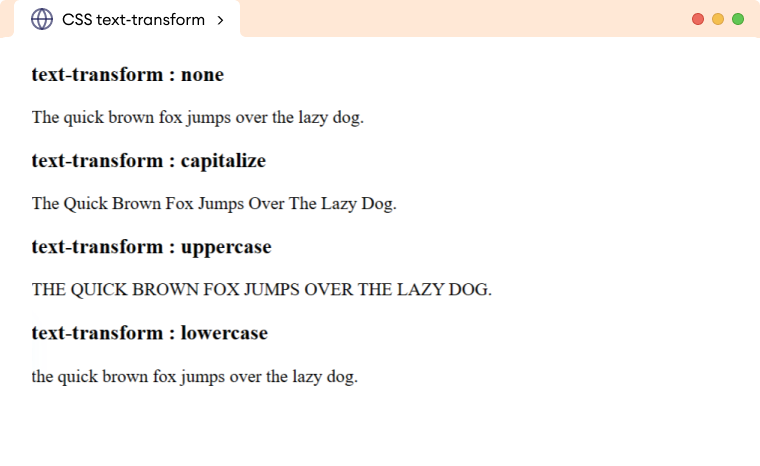 CSS text-transform
text-transform : none
The quick brown fox jumps over the lazy dog.
text-transform : capitalize
The Quick Brown Fox Jumps Over The Lazy Dog.
text-transform : uppercase
THE QUICK BROWN FOX JUMPS OVER THE LAZY DOG.
text-transform : lowercase
the quick brown fox jumps over the lazy dog.